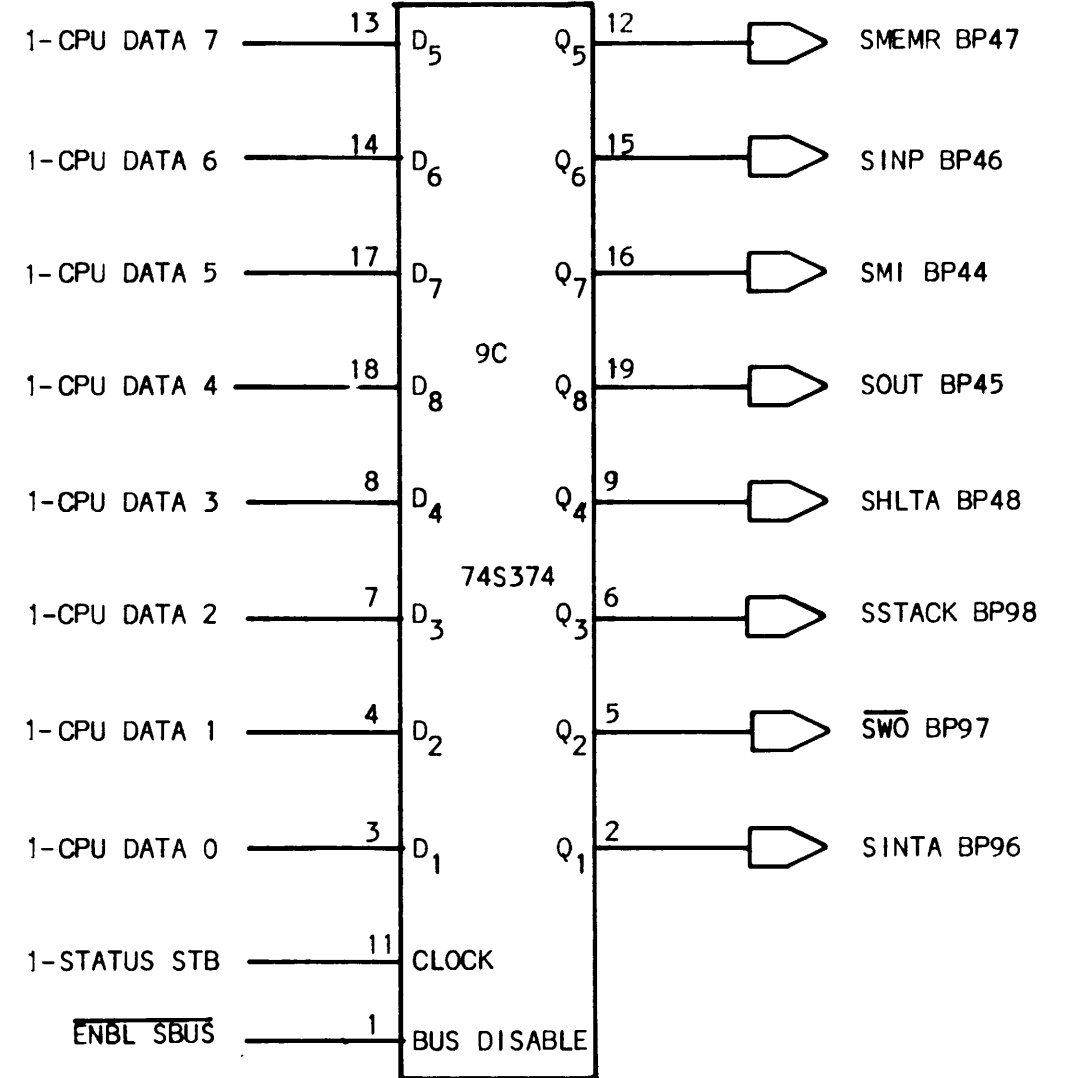 1-CPU DATA 7 13 D5 Q5 12 SMEMR BP47
1-CPU DATA 6 14 D6 Q6 15 SINP BP46
1-CPU DATA 5 17 D7 Q7 16 SMI BP44
9C
1-CPU DATA 4 18 D8 Q8 19 SOUT BP45
1-CPU DATA 3 8 D4 Q4 9 SHLTA BP48
74S374
1-CPU DATA 2 7 D3 Q3 6 SSTACK BP98
1-CPU DATA 1 4 D2 Q2 5 S̅W̅O̅ BP97
1-CPU DATA 0 3 D1 Q1 2 SINTA BP96
1-STATUS STB 11 CLOCK
E̅N̅B̅L̅ ̅S̅B̅U̅S̅ 1 BUS DISABLE